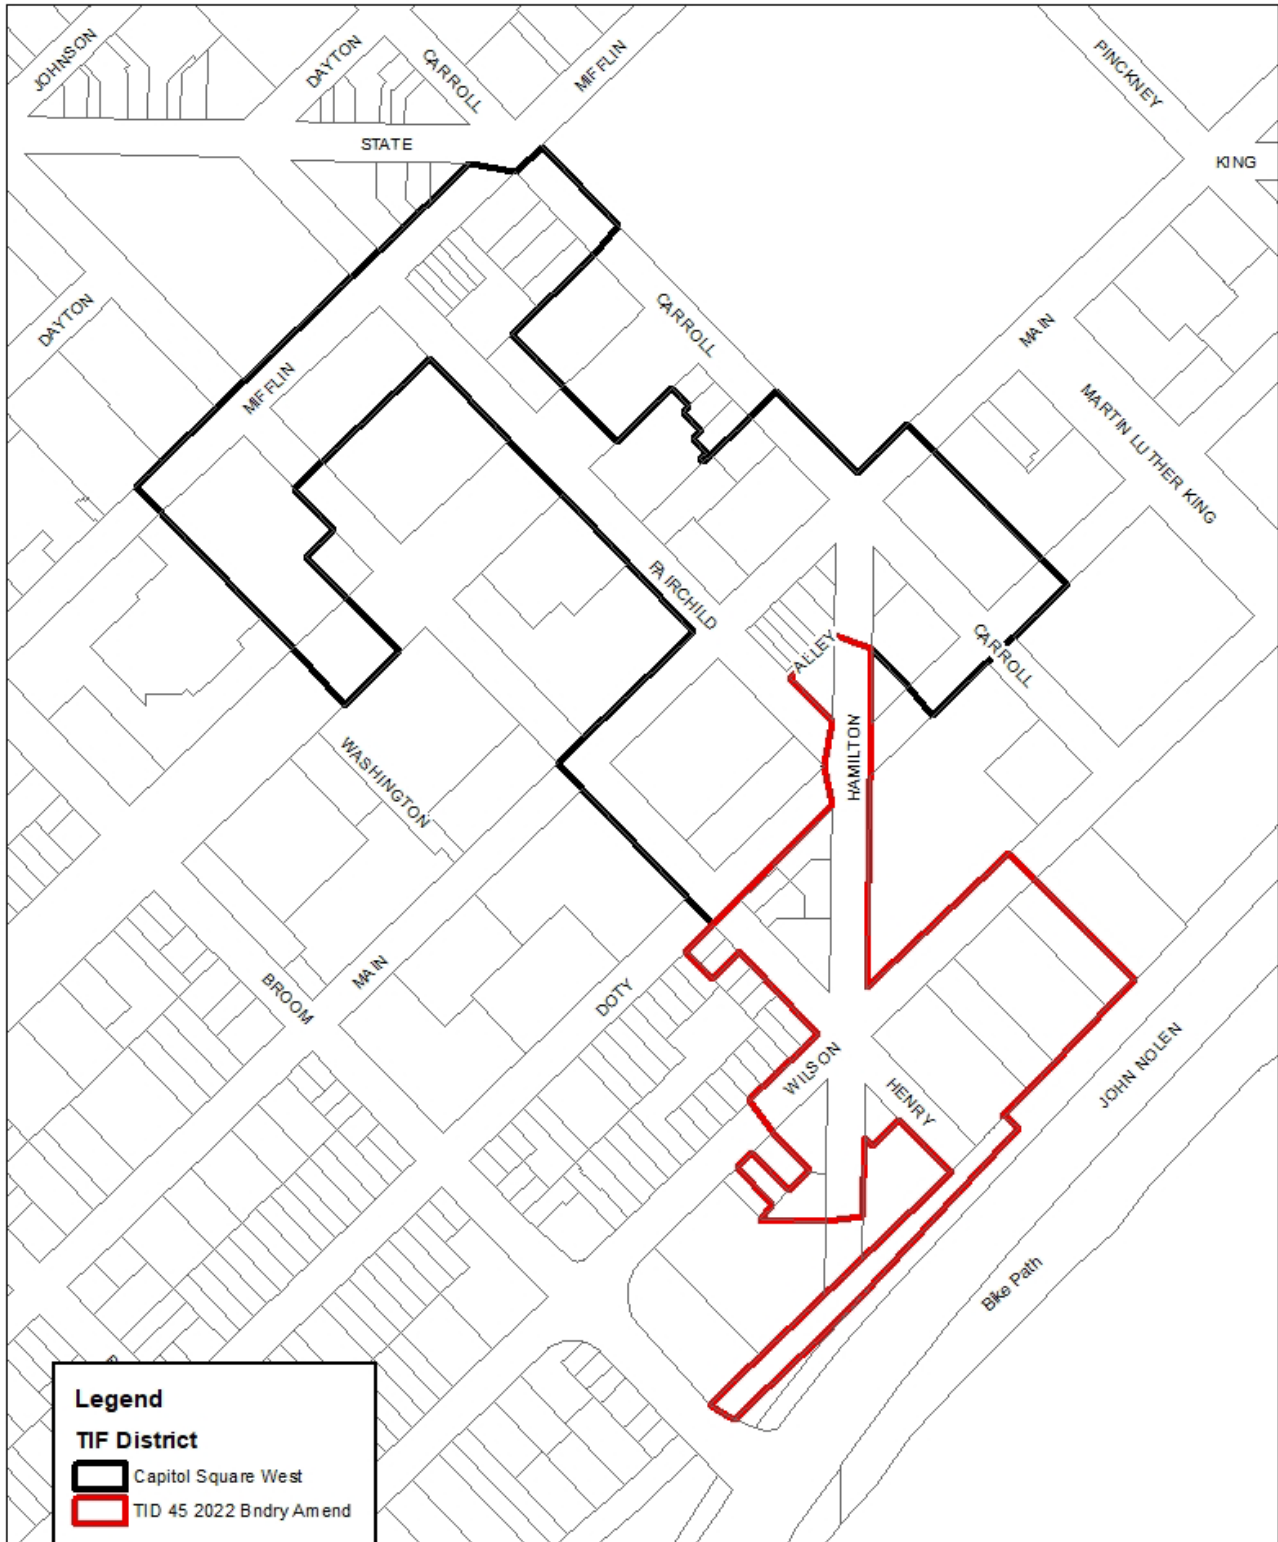 JOHNSON
DAYTON
CARROLL
MIFFLIN
PINCKNEY
STATE
KING
DAYTON
CARROLL
MAIN
MIFFLIN
MARTIN LUTHER KING
FAIRCHILD
ALLEY
CARROLL
HAMILTON
WASHINGTON
MAIN
BROOM
DOTY
WILSON
HENRY
JOHN NOLEN
Bike Path
Legend
TIF District
Capitol Square West
TID 45 2022 Bndry Amend